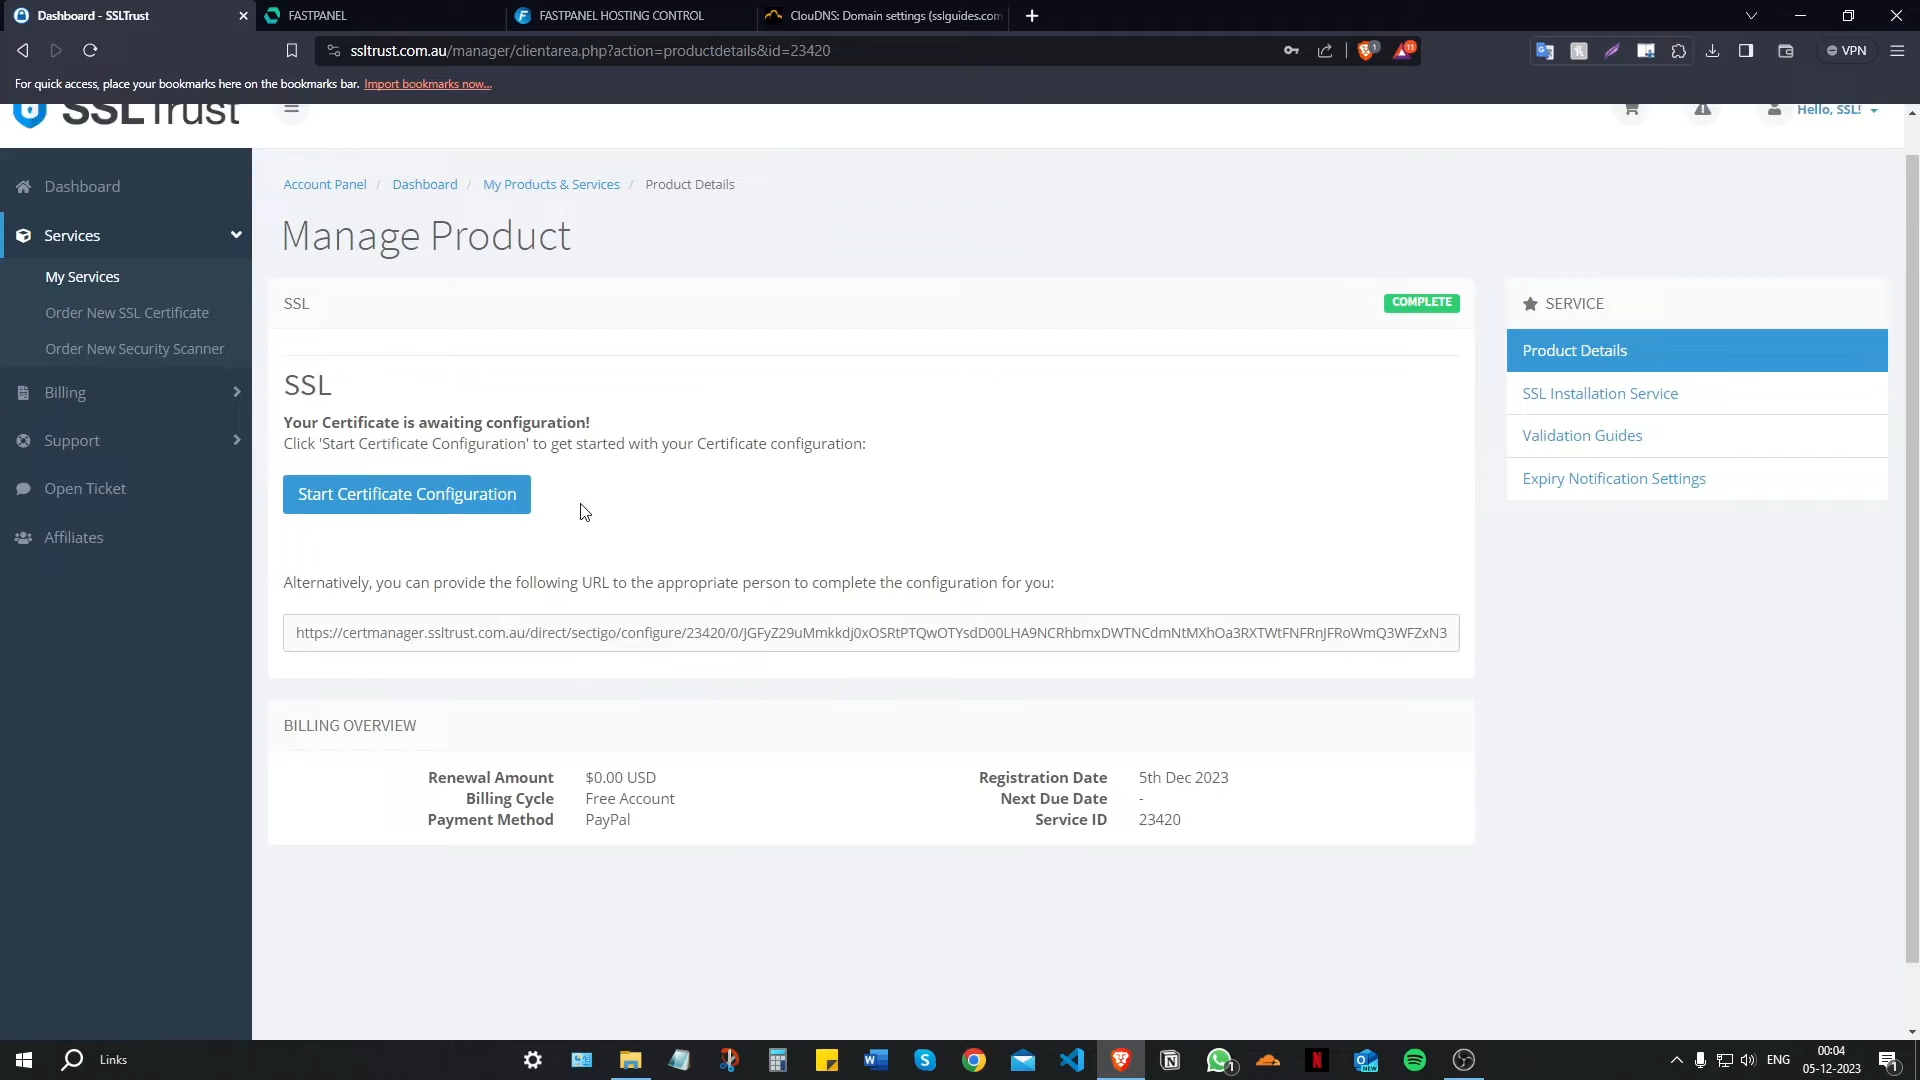 Dashboard - SSLTrust
FASTPANEL
FASTPANEL HOSTING CONTROL
ClouDNS: Domain settings (sslguides.com
ssltrust.com.au/manager/clientarea.php?action=productdetails&id=23420
1
11
VPN
For quick access, place your bookmarks here on the bookmarks bar. Import bookmarks now...
SSLTrust
Hello, SSL!
Dashboard
Services
My Services
Order New SSL Certificate
Order New Security Scanner
Billing
Support
Open Ticket
Affiliates
Account Panel / Dashboard / My Products & Services / Product Details
Manage Product
SSL
COMPLETE
SSL
Your Certificate is awaiting configuration!
Click 'Start Certificate Configuration' to get started with your Certificate configuration:
Start Certificate Configuration
Alternatively, you can provide the following URL to the appropriate person to complete the configuration for you:
https://certmanager.ssltrust.com.au/direct/sectigo/configure/23420/0/JGFyZ29uMmkkdj0xOSRtPTQwOTYsdD00LHA9NCRhbmxDWTNCdmNtMXhOa3RXTWtFNFRnJFRoWmQ3WFZxN3
SERVICE
Product Details
SSL Installation Service
Validation Guides
Expiry Notification Settings
BILLING OVERVIEW
Renewal Amount $0.00 USD
Billing Cycle Free Account
Payment Method PayPal
Registration Date 5th Dec 2023
Next Due Date -
Service ID 23420
Links
ENG
00:04
05-12-2023